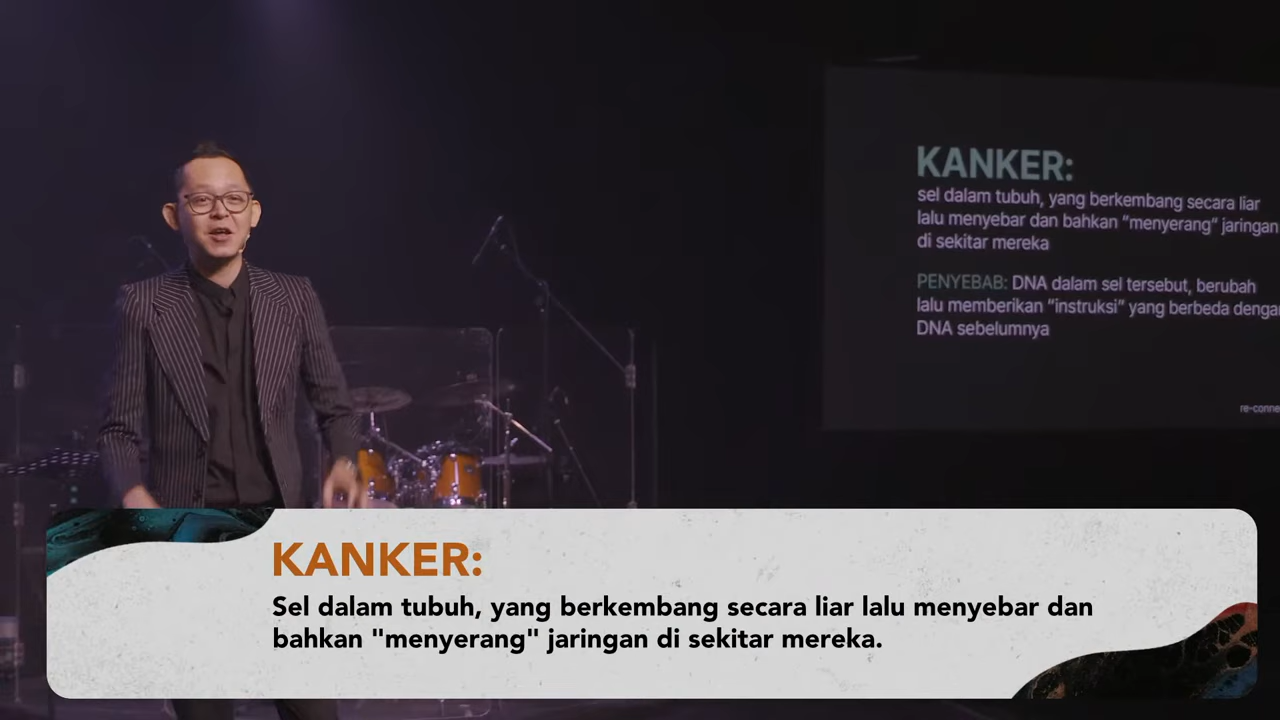 KANKER:
sel dalam tubuh, yang berkembang secara liar
lalu menyebar dan bahkan “menyerang” jaringan
di sekitar mereka
PENYEBAB: DNA dalam sel tersebut, berubah
lalu memberikan “instruksi” yang berbeda
DNA sebelumnya
KANKER:
Sel dalam tubuh, yang berkembang secara liar lalu menyebar dan
bahkan "menyerang" jaringan di sekitar mereka.